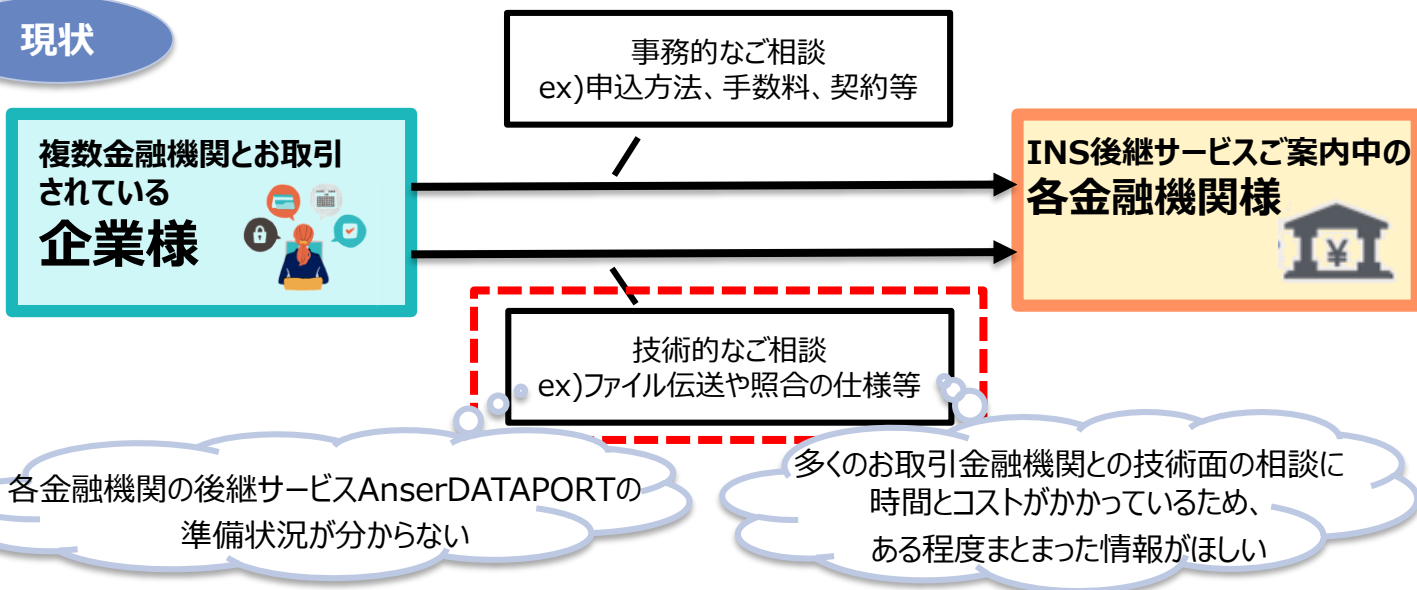 現状
事務的なご相談
ex)申込方法、手数料、契約等
複数金融機関とお取引
されている
企業様
INS後継サービスご案内中の
各金融機関様
¥
技術的なご相談
ex)ファイル伝送や照合の仕様等
各金融機関の後継サービスAnserDATAPORTの
準備状況が分からない
多くのお取引金融機関との技術面の相談に
時間とコストがかかっているため、
ある程度まとまった情報がほしい